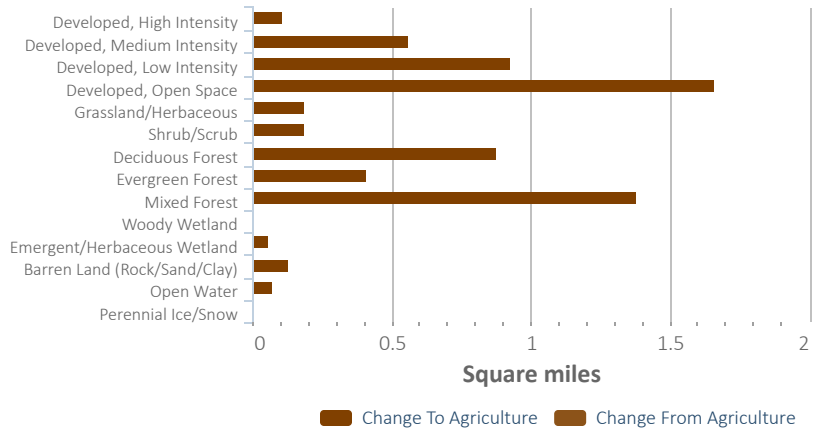 Developed, High Intensity
Developed, Medium Intensity
Developed, Low Intensity
Developed, Open Space
Grassland/Herbaceous
Shrub/Scrub
Deciduous Forest
Evergreen Forest
Mixed Forest
Woody Wetland
Emergent/Herbaceous Wetland
Barren Land (Rock/Sand/Clay)
Open Water
Perennial Ice/Snow
0 0.5 1 1.5 2
Square miles
Change To Agriculture Change From Agriculture